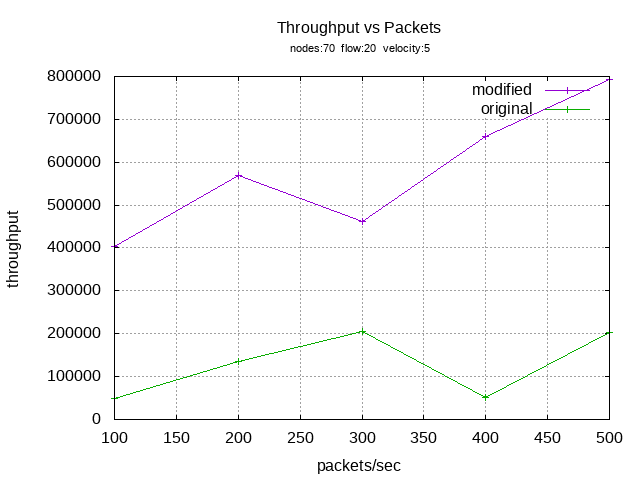 Throughput vs Packets
nodes:70  flow:20  velocity:5
modified
original
throughput
800000
700000
600000
500000
400000
300000
200000
100000
0
100 150 200 250 300 350 400 450 500
packets/sec